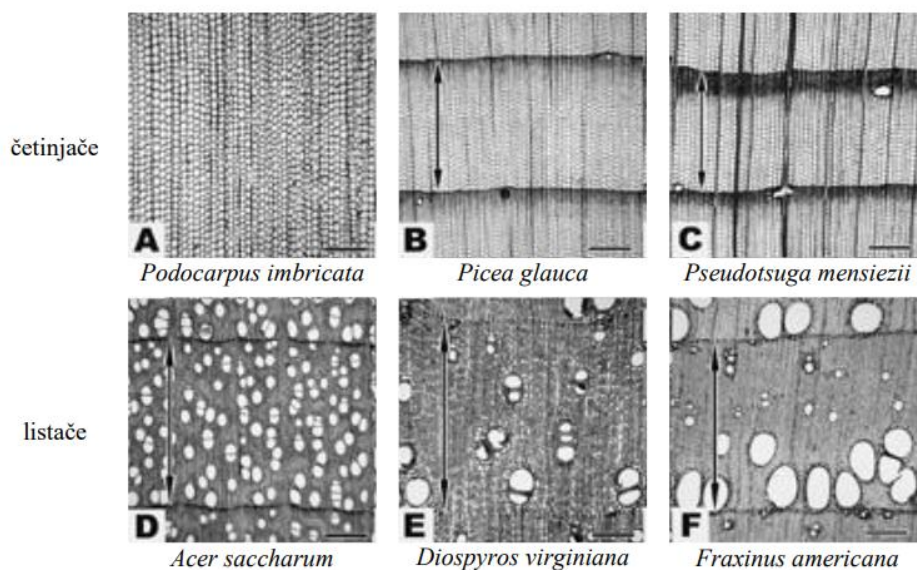 četinjače
A
B
C
Podocarpus imbricata
Picea glauca
Pseudotsuga mensiezii
listače
D
E
F
Acer saccharum
Diospyros virginiana
Fraxinus americana